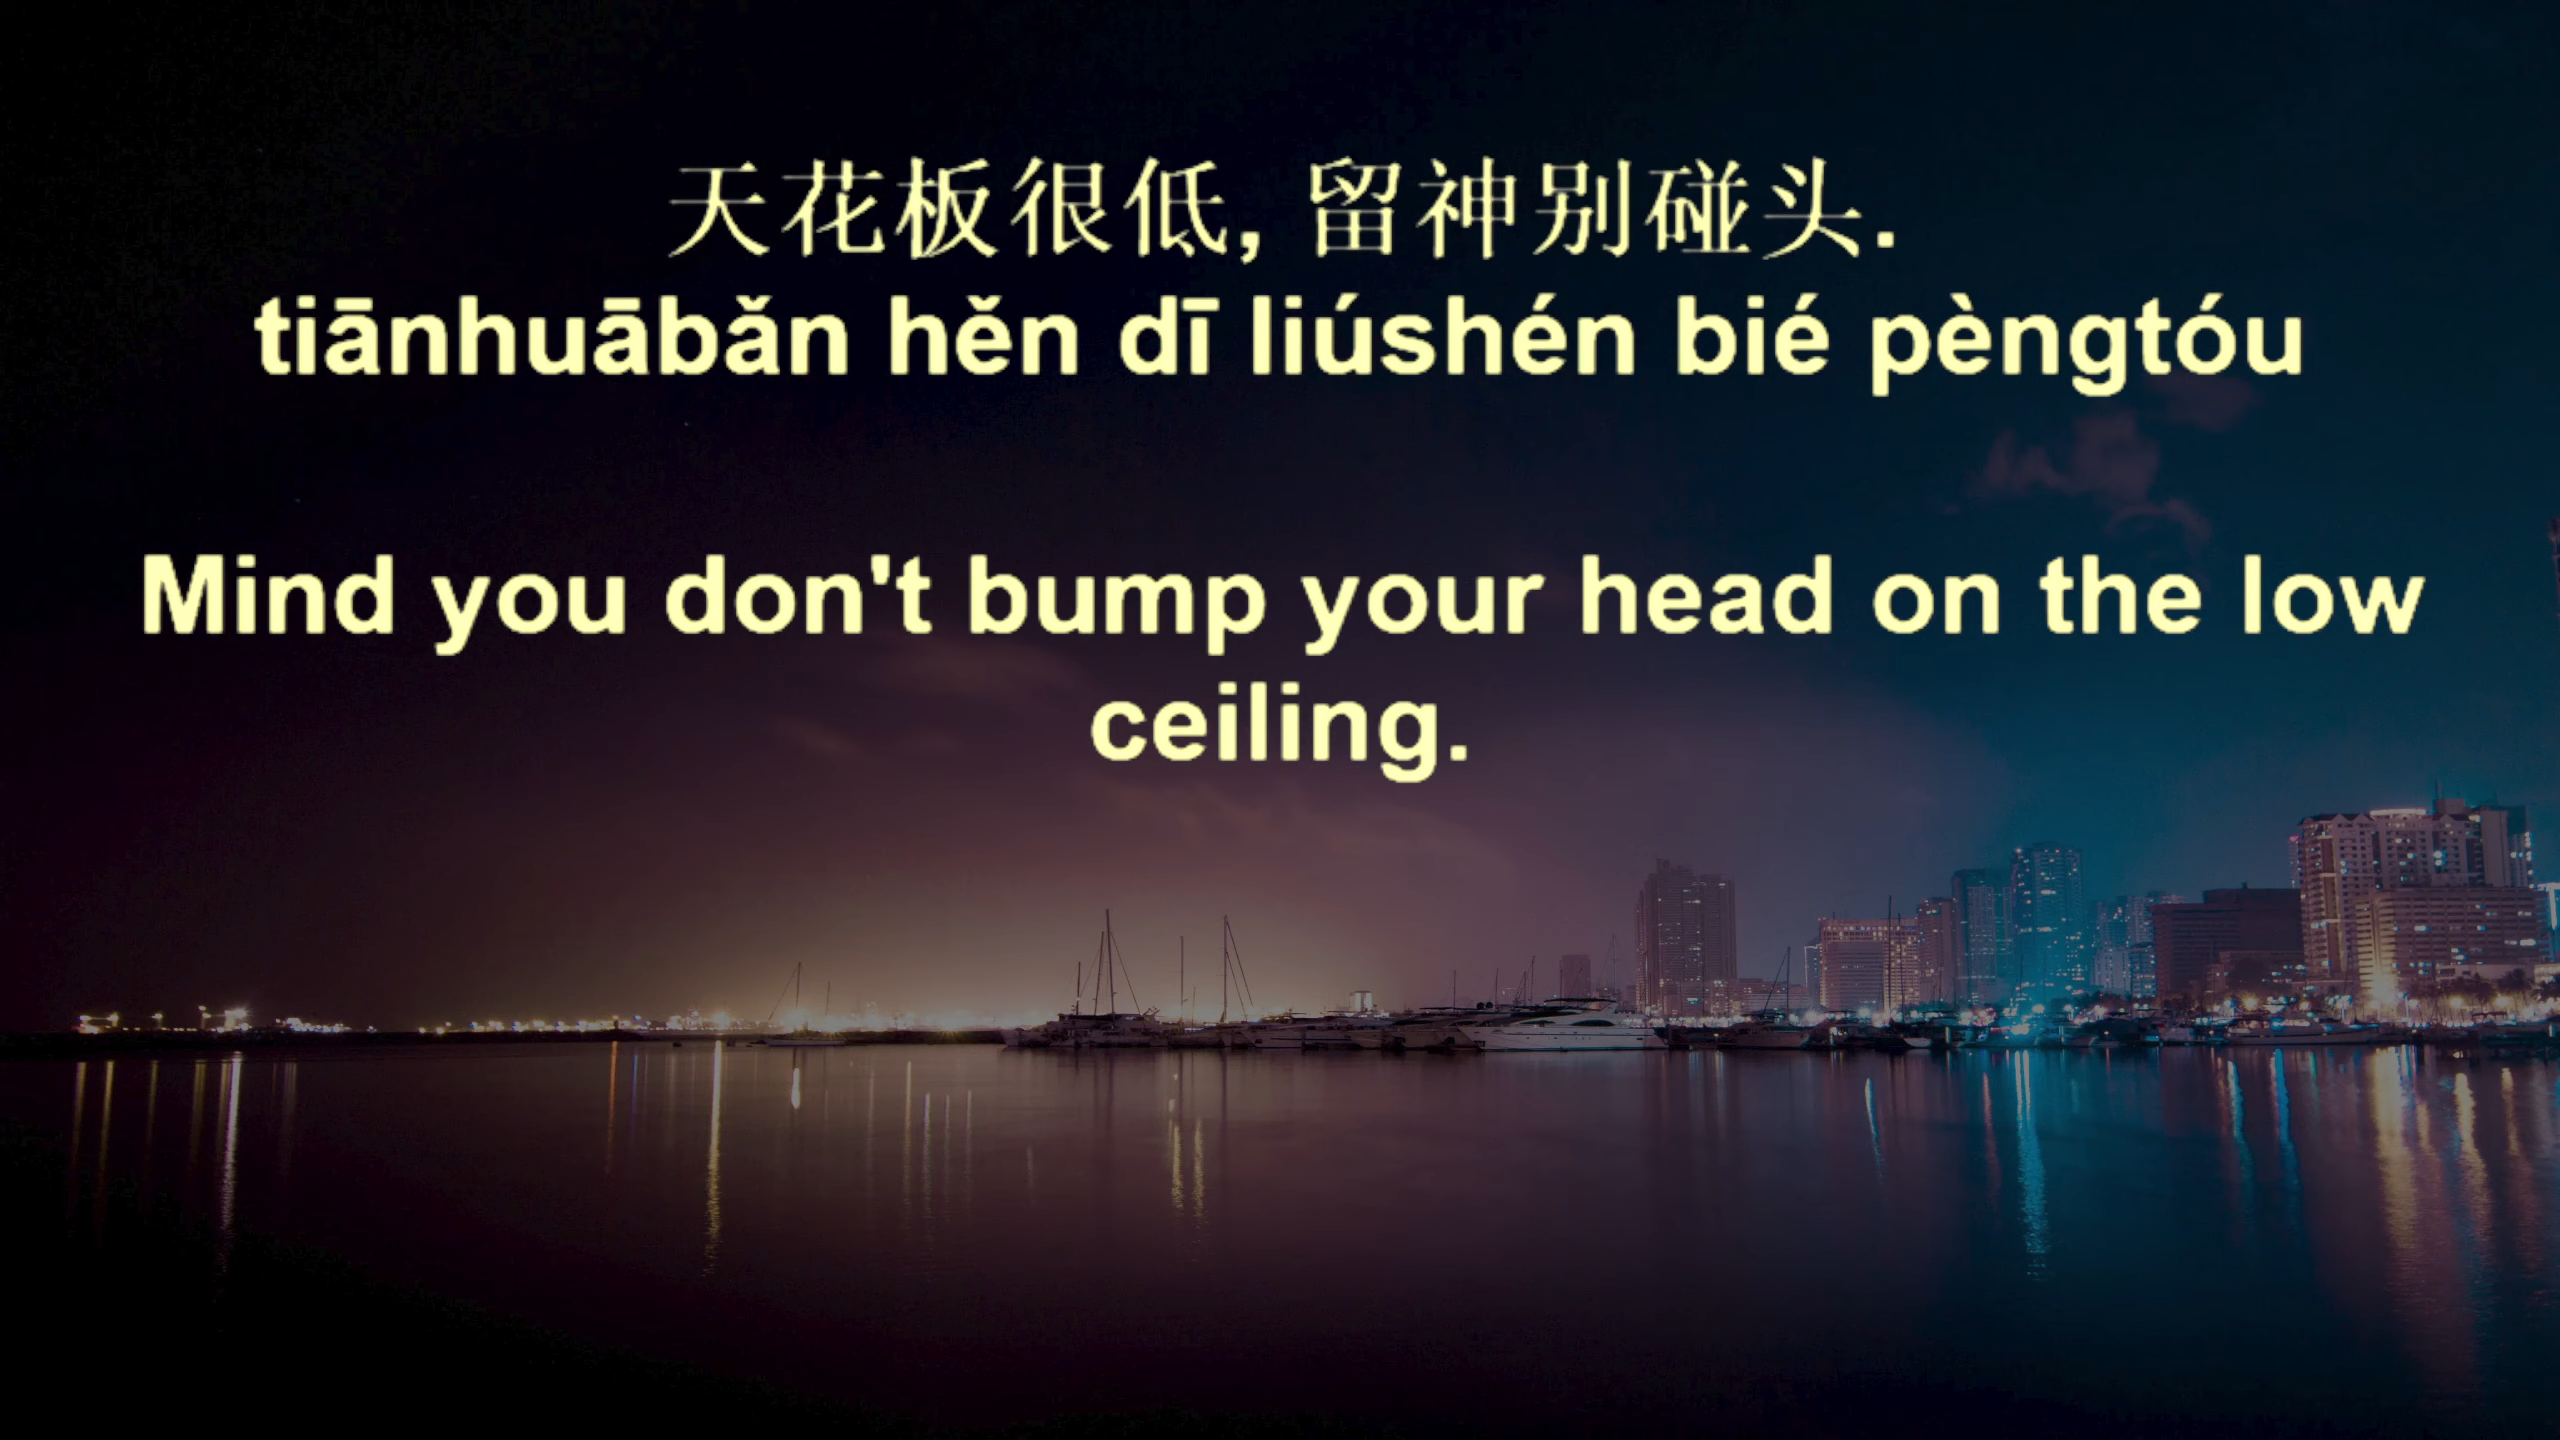 天花板很低, 留神别碰头.
tiānhuābǎn hěn dī liúshén bié pèngtóu
Mind you don't bump your head on the low
ceiling.